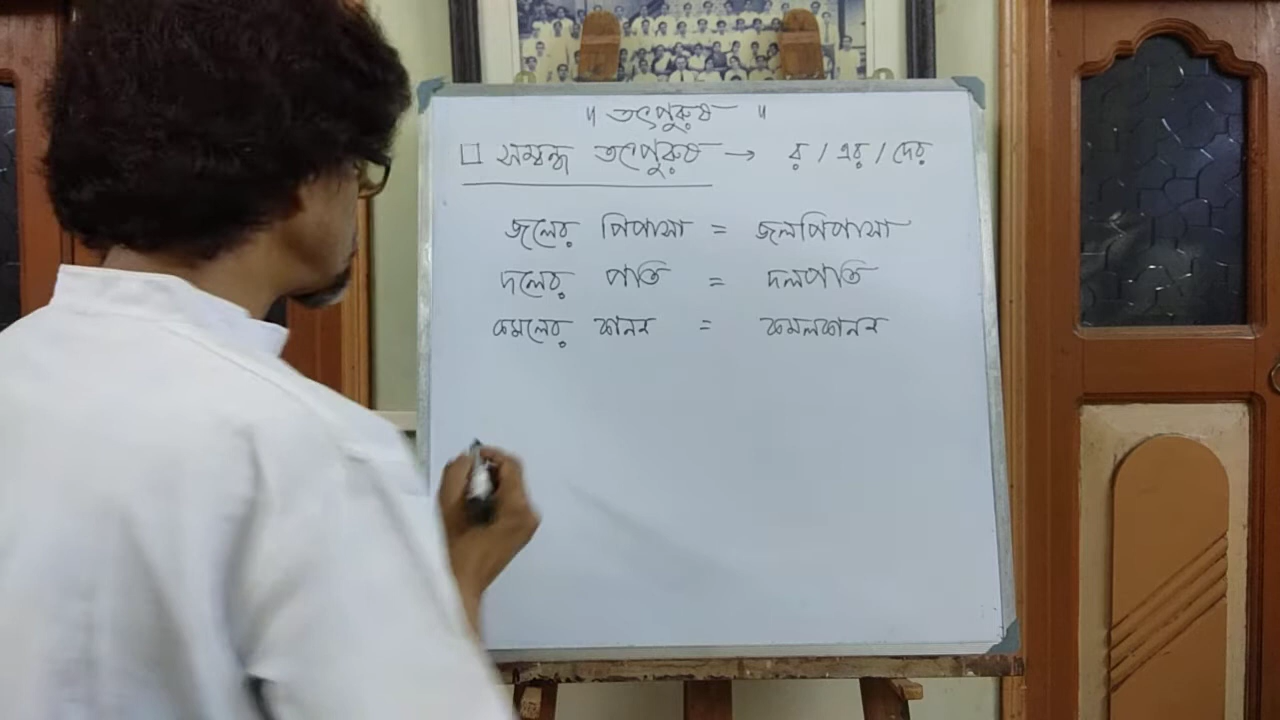 " তৎপুরুষ "
□ সম্বন্ধ তৎপুরুষ → র / এর / দের
জলের পিপাসা = জলপিপাসা
দলের পতি = দলপতি
কমলের কানন = কমলকানন